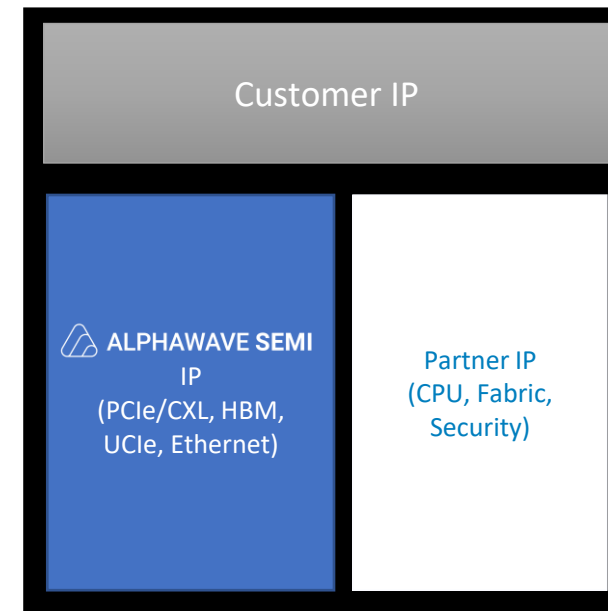 Customer IP
ALPHAWAVE SEMI
IP
(PCIe/CXL, HBM,
UCIe, Ethernet)
Partner IP
(CPU, Fabric,
Security)